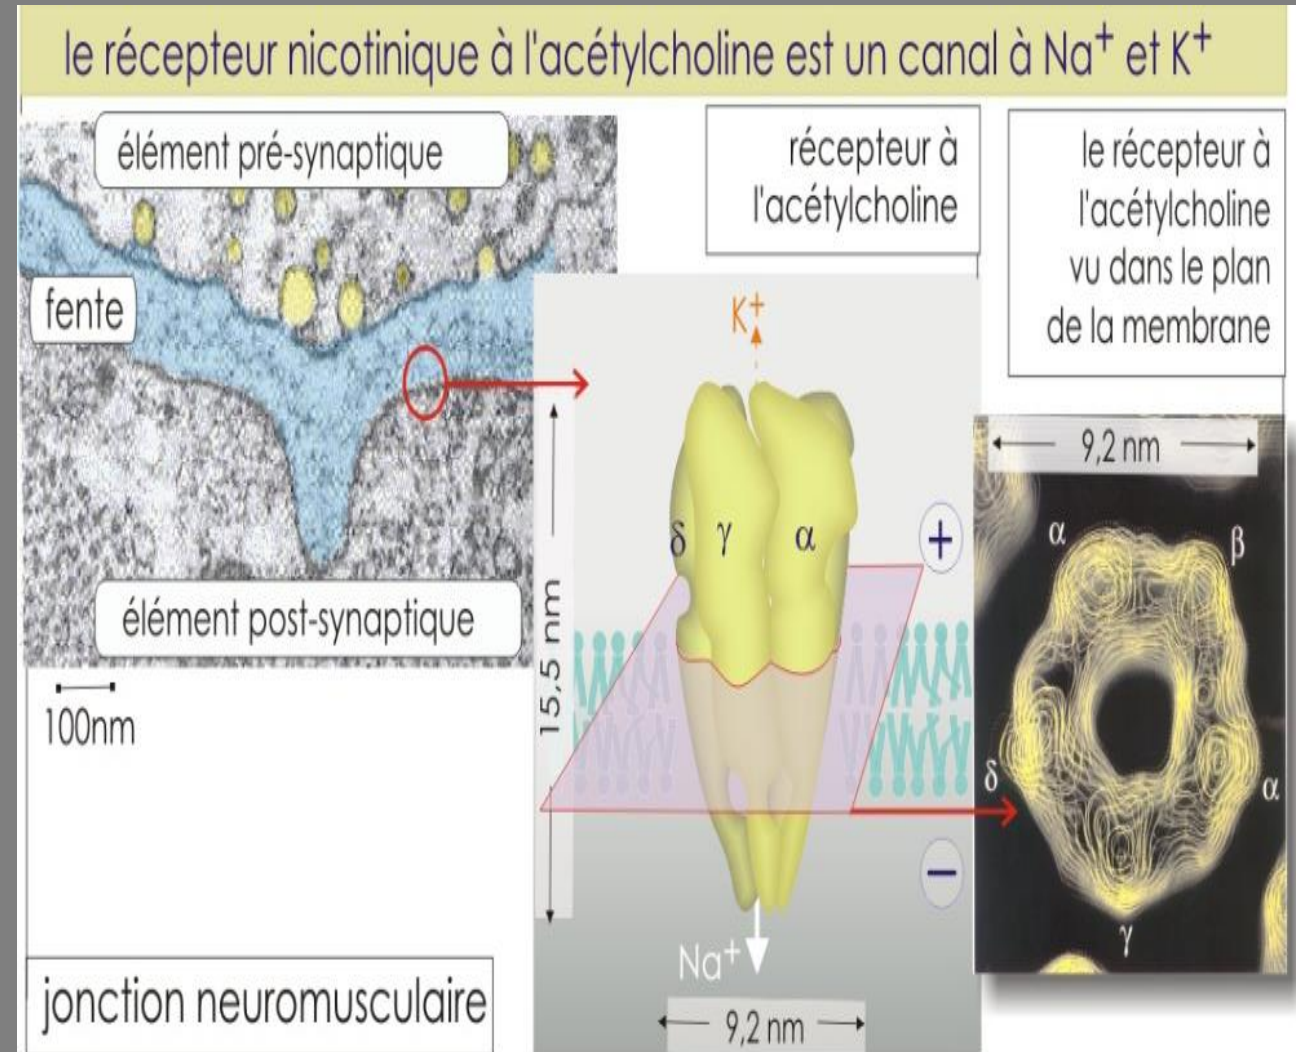 le récepteur nicotinique à l'acétylcholine est un canal à Na⁺ et K⁺
élément pré-synaptique
fente
élément post-synaptique
100nm
jonction neuromusculaire
récepteur à
l'acétylcholine
K⁺
δ γ α
+
15,5 nm
−
Na⁺
9,2 nm
le récepteur à
l'acétylcholine
vu dans le plan
de la membrane
9,2 nm
α β
δ α
γ